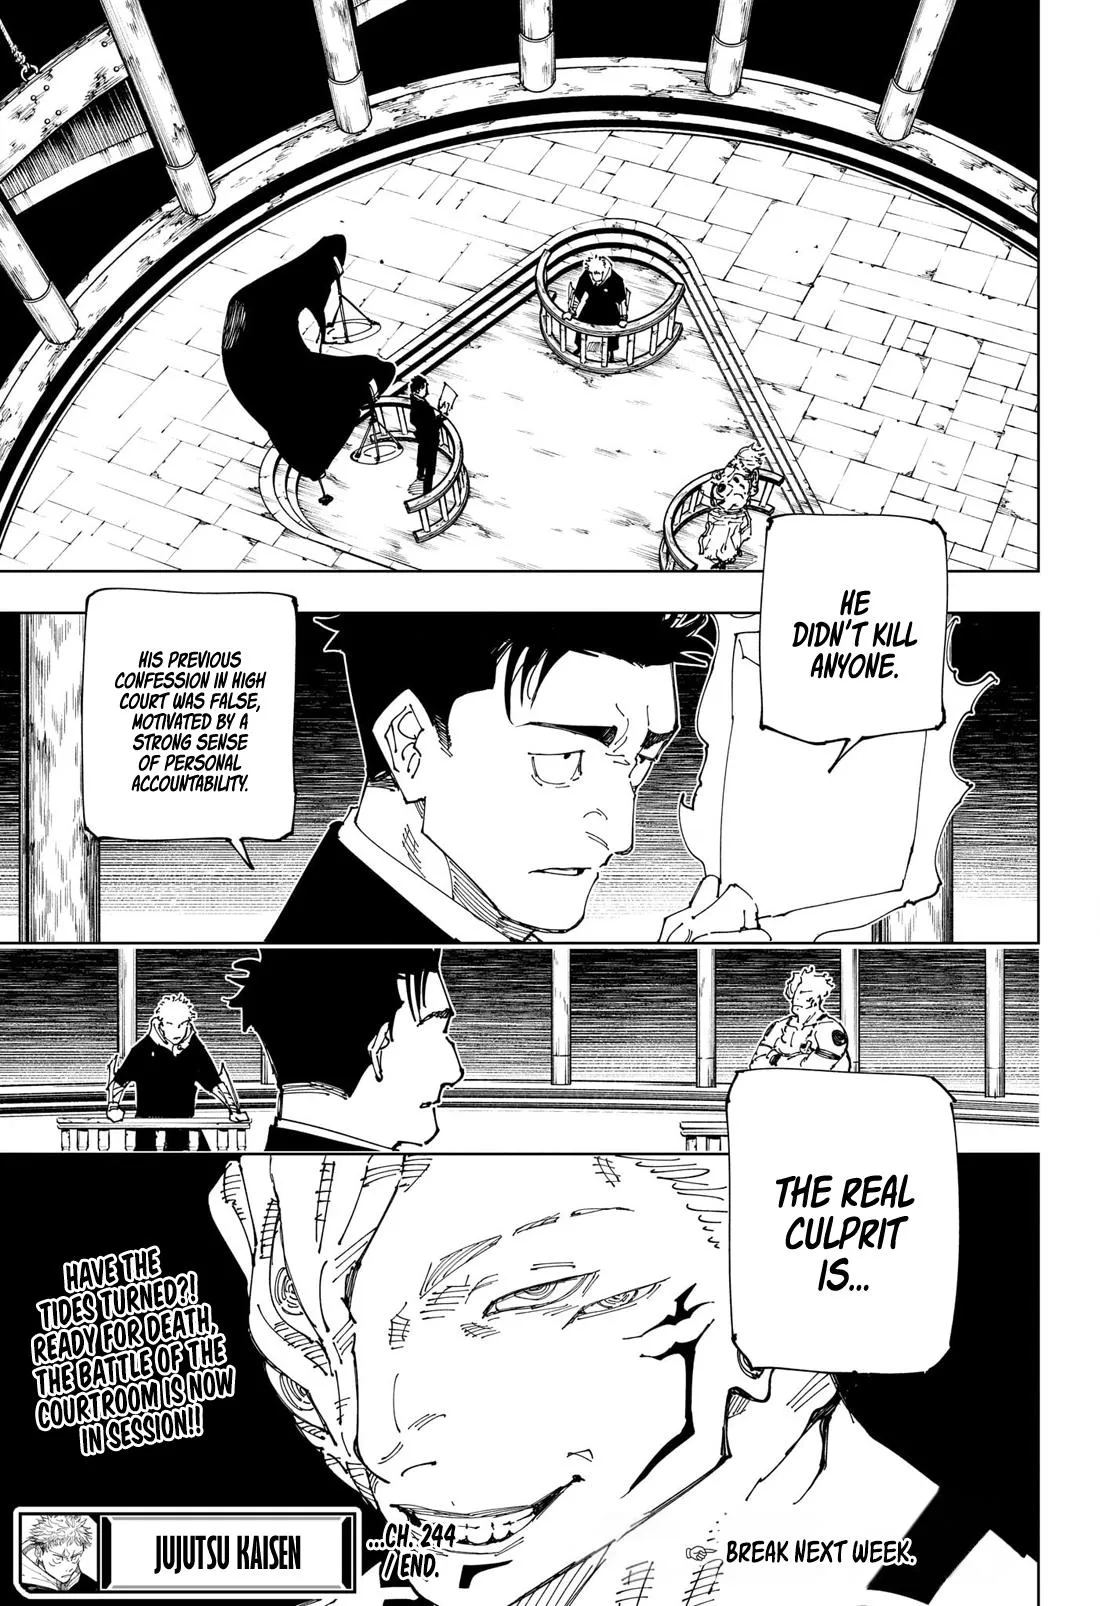 HE
DIDN'T KILL
ANYONE.
HIS PREVIOUS
CONFESSION IN HIGH
COURT WAS FALSE,
MOTIVATED BY A
STRONG SENSE
OF PERSONAL
ACCOUNTABILITY.
THE REAL
CULPRIT
IS...
HAVE THE
TIDES TURNED?!
READY FOR DEATH,
THE BATTLE OF THE
COURTROOM IS NOW
IN SESSION!!
JUJUTSU KAISEN
...CH. 244
/ END.
☞ BREAK NEXT WEEK.